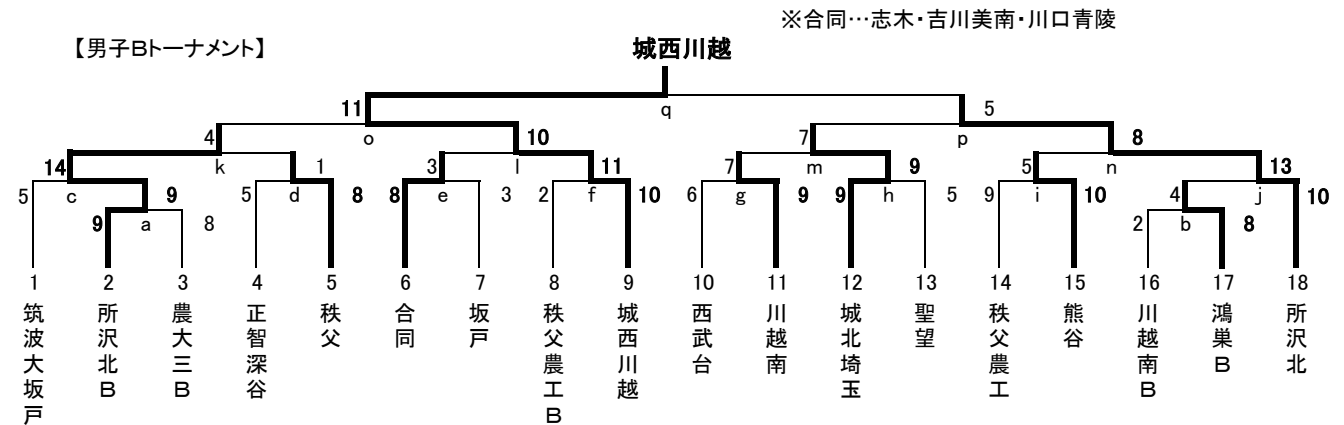 ※合同…志木・吉川美南・川口青陵
【男子Bトーナメント】
城西川越
11 q 5
4 o 10 7 p 8
14 k 1 3 l 11 7 m 9 5 n 13
5 c 9 5 d 8 8 e 3 2 f 10 6 g 9 9 h 5 9 i 10 4 j 10
9 a 8 2 b 8
1 2 3 4 5 6 7 8 9 10 11 12 13 14 15 16 17 18
筑波大坂戸
所沢北B
農大三B
正智深谷
秩父
合同
坂戸
秩父農工B
城西川越
西武台
川越南
城北埼玉
聖望
秩父農工
熊谷
川越南B
鴻巣B
所沢北